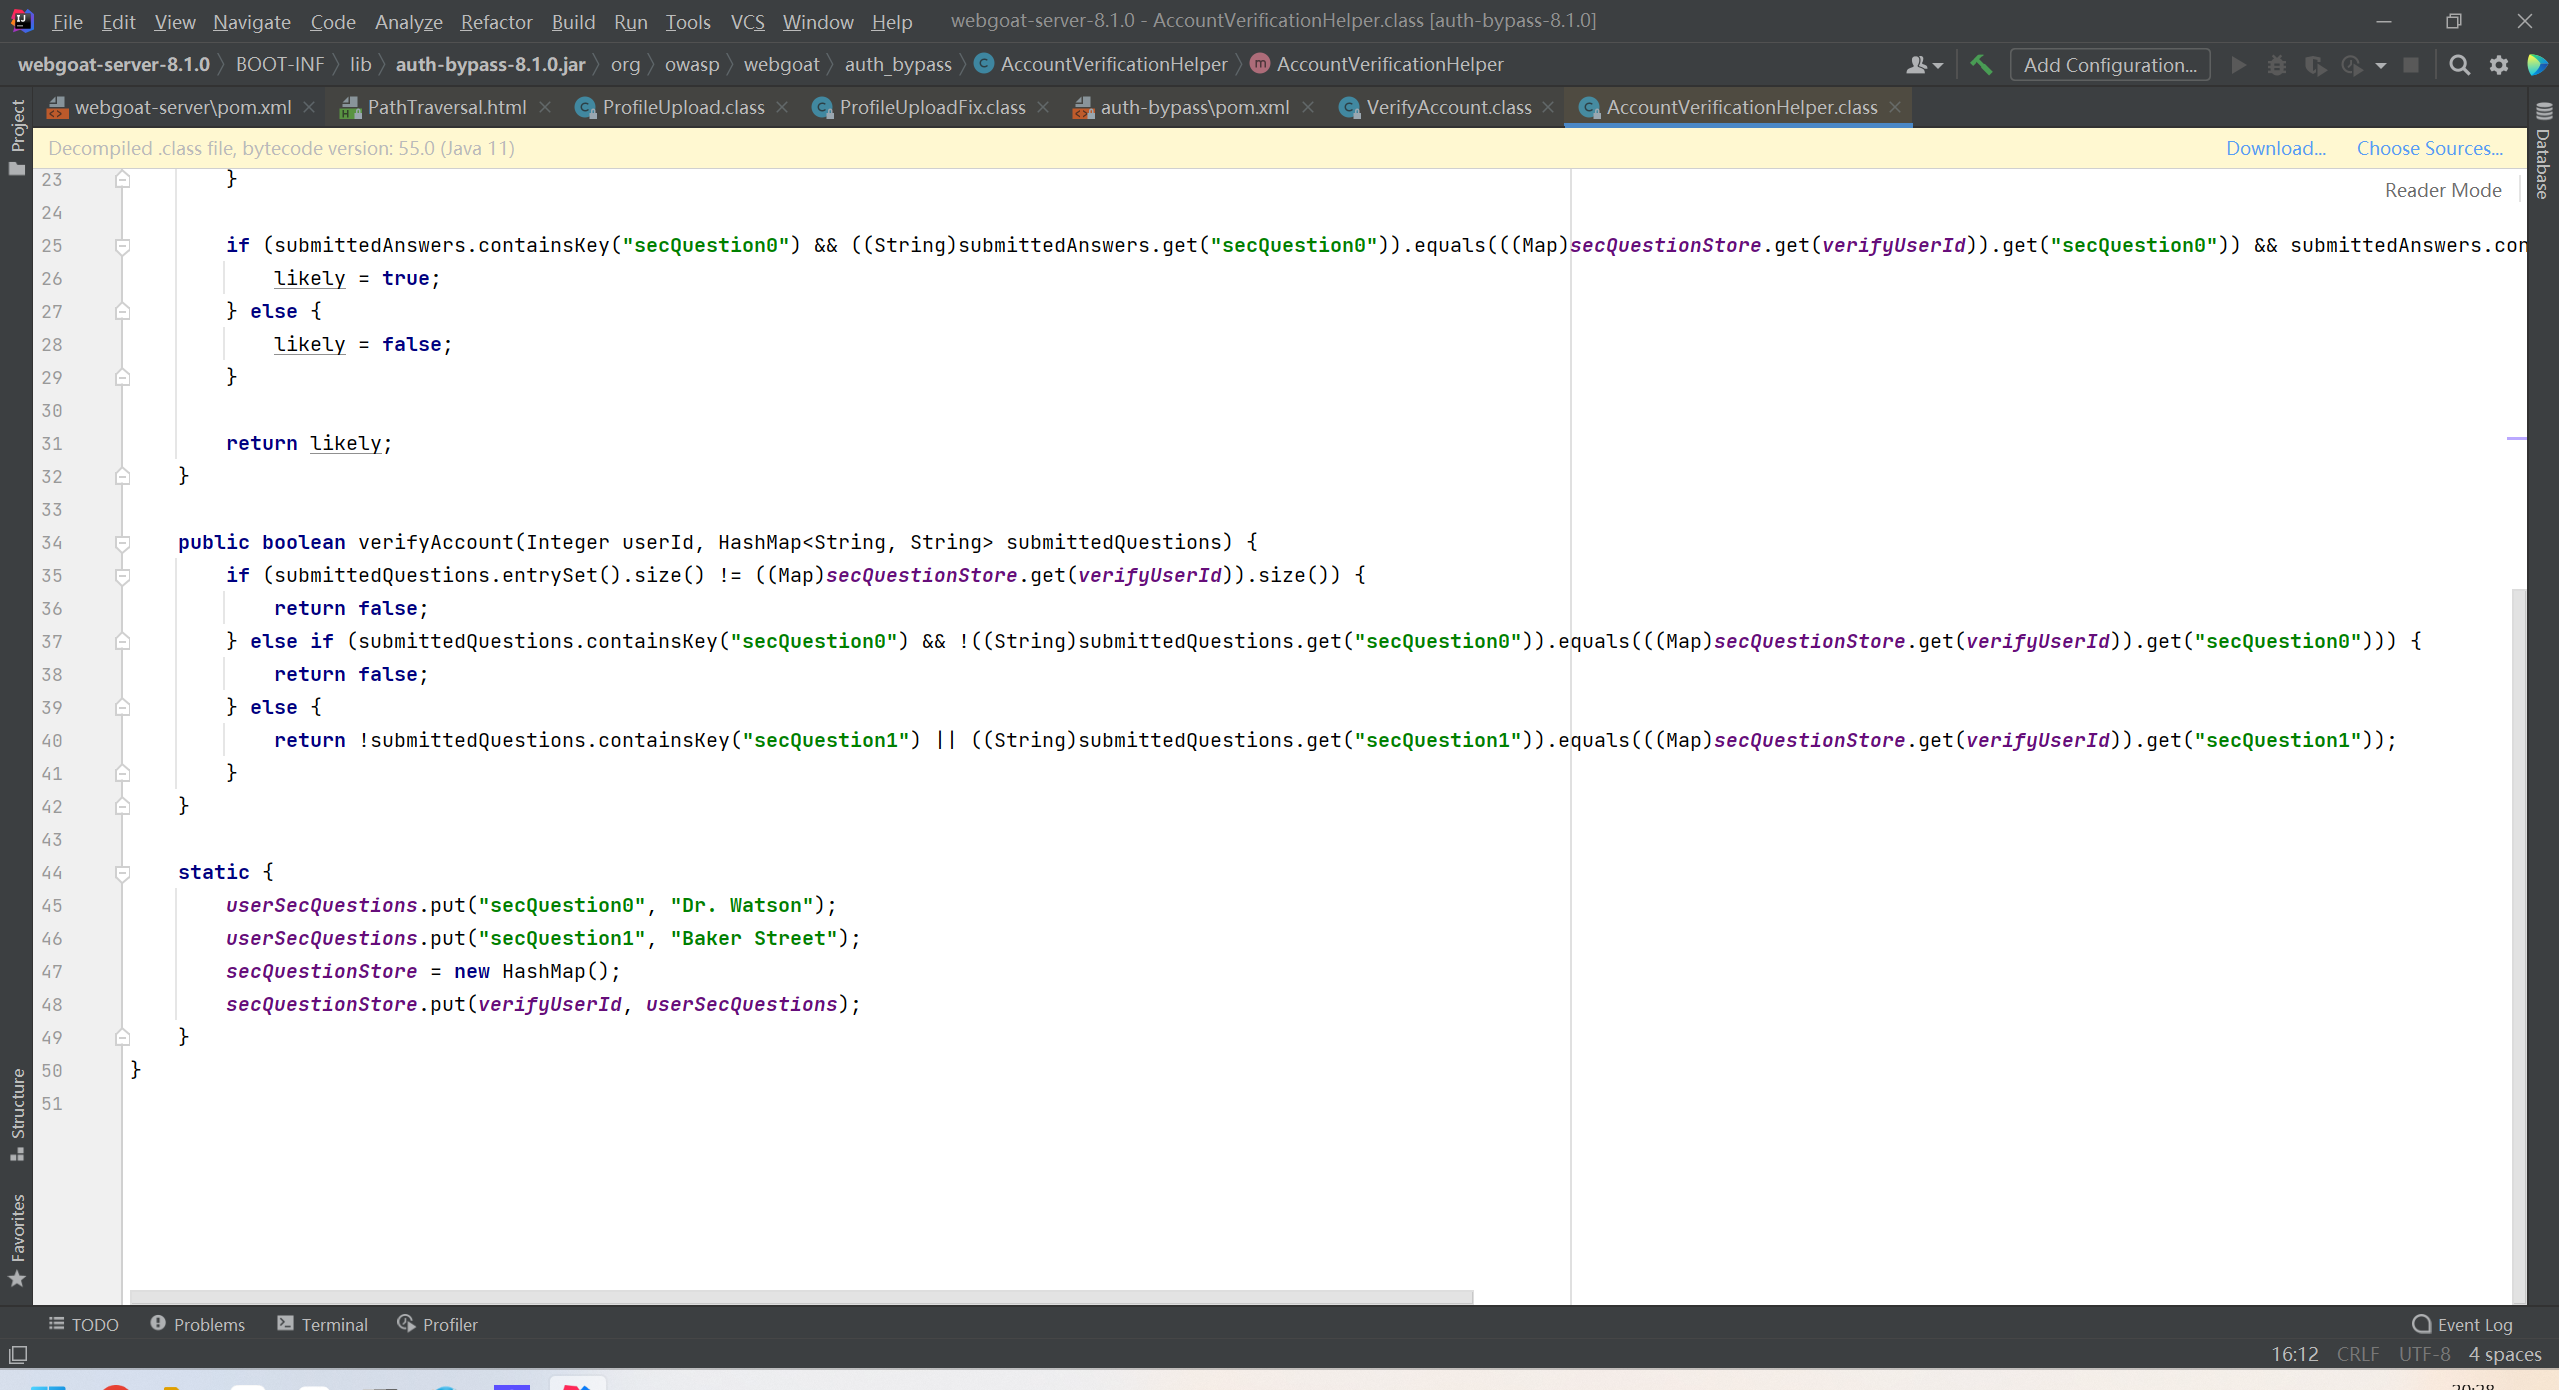 File Edit View Navigate Code Analyze Refactor Build Run Tools VCS Window Help webgoat-server-8.1.0 - AccountVerificationHelper.class [auth-bypass-8.1.0]
webgoat-server-8.1.0 BOOT-INF lib auth-bypass-8.1.0.jar org owasp webgoat auth_bypass AccountVerificationHelper AccountVerificationHelper Add Configuration...
webgoat-server\pom.xml PathTraversal.html ProfileUpload.class ProfileUploadFix.class auth-bypass\pom.xml VerifyAccount.class AccountVerificationHelper.class
Project
Database
Decompiled .class file, bytecode version: 55.0 (Java 11) Download... Choose Sources...
Reader Mode
23 }
24
25 if (submittedAnswers.containsKey("secQuestion0") && ((String)submittedAnswers.get("secQuestion0")).equals(((Map)secQuestionStore.get(verifyUserId)).get("secQuestion0")) && submittedAnswers.con
26 likely = true;
27 } else {
28 likely = false;
29 }
30
31 return likely;
32 }
33
34 public boolean verifyAccount(Integer userId, HashMap<String, String> submittedQuestions) {
35 if (submittedQuestions.entrySet().size() != ((Map)secQuestionStore.get(verifyUserId)).size()) {
36 return false;
37 } else if (submittedQuestions.containsKey("secQuestion0") && !((String)submittedQuestions.get("secQuestion0")).equals(((Map)secQuestionStore.get(verifyUserId)).get("secQuestion0"))) {
38 return false;
39 } else {
40 return !submittedQuestions.containsKey("secQuestion1") || ((String)submittedQuestions.get("secQuestion1")).equals(((Map)secQuestionStore.get(verifyUserId)).get("secQuestion1"));
41 }
42 }
43
44 static {
45 userSecQuestions.put("secQuestion0", "Dr. Watson");
46 userSecQuestions.put("secQuestion1", "Baker Street");
47 secQuestionStore = new HashMap();
48 secQuestionStore.put(verifyUserId, userSecQuestions);
49 }
50 }
51
Structure
Favorites
TODO Problems Terminal Profiler Event Log
16:12 CRLF UTF-8 4 spaces